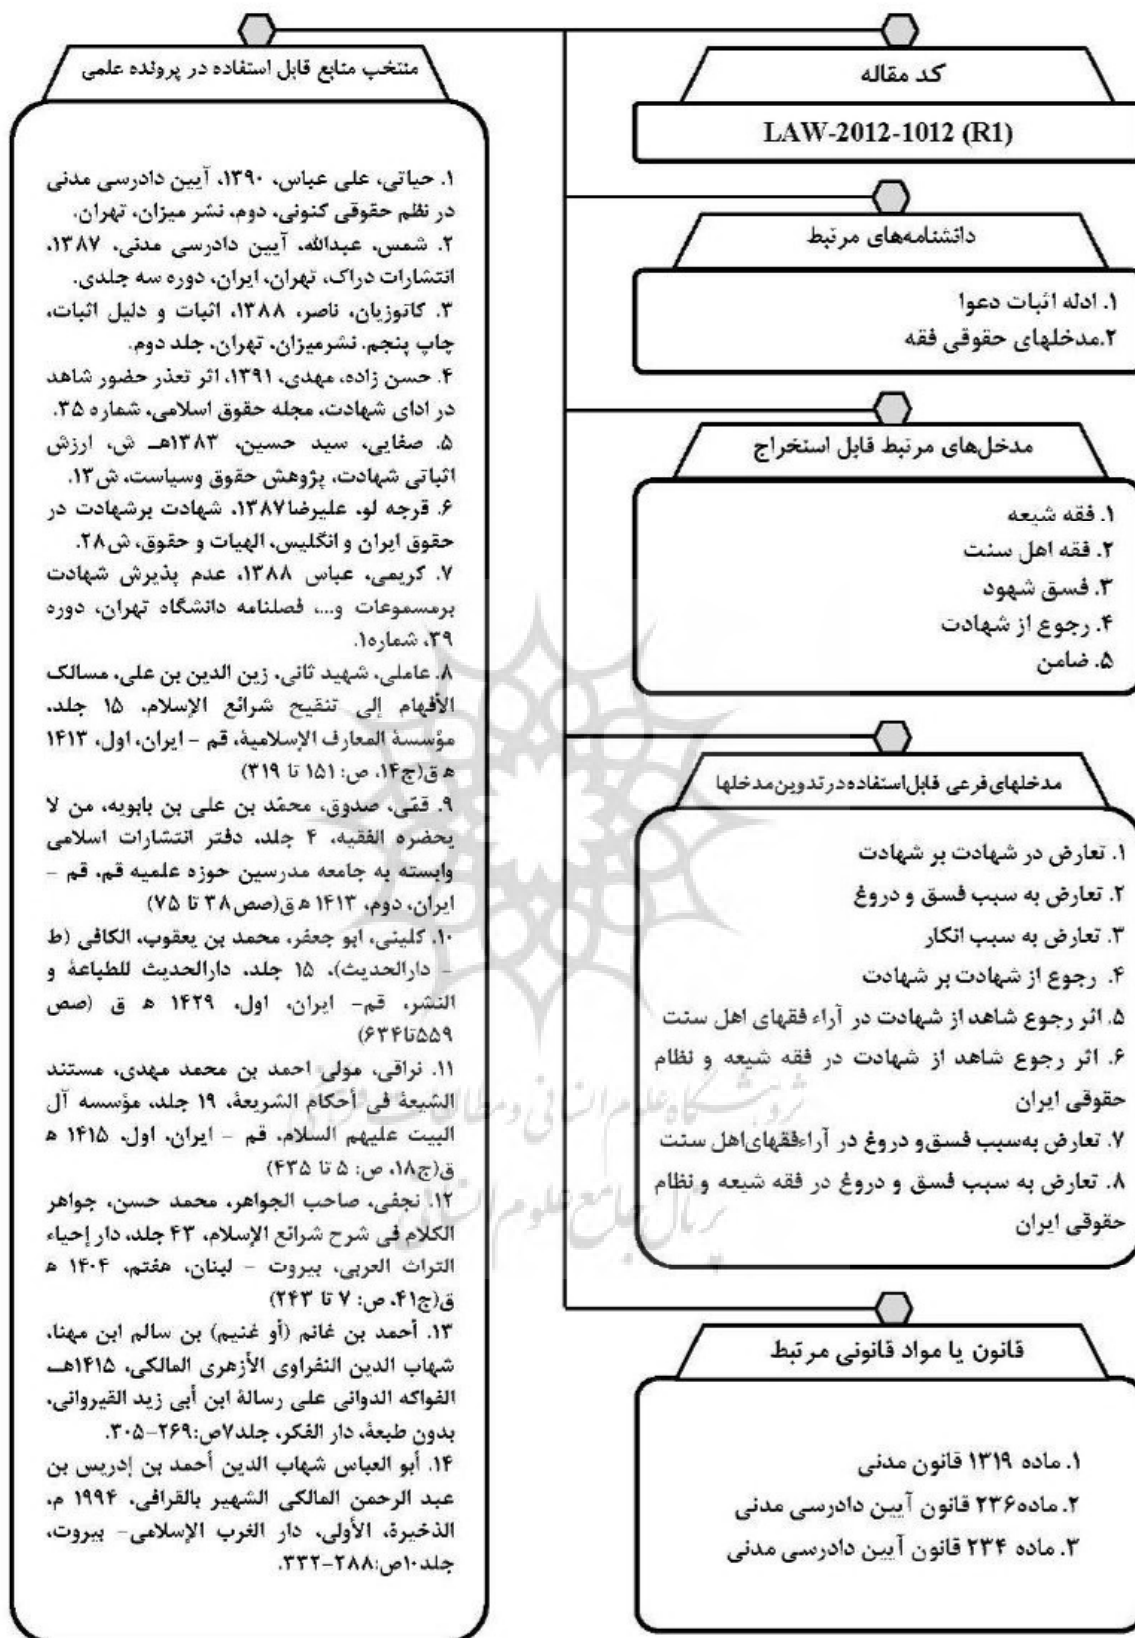 کد مقاله
LAW-2012-1012 (R1)
دانشنامه‌های مرتبط
۱. ادله اثبات دعوا
۲.مدخلهای حقوقی فقه
مدخل‌های مرتبط قابل استخراج
۱. فقه شیعه
۲. فقه اهل سنت
۳. فسق شهود
۴. رجوع از شهادت
۵. ضامن
مدخلهای فرعی قابل استفاده در تدوین مدخلها
۱. تعارض در شهادت بر شهادت
۲. تعارض به سبب فسق و دروغ
۳. تعارض به سبب انکار
۴. رجوع از شهادت بر شهادت
۵. اثر رجوع شاهد از شهادت در آراء فقهای اهل سنت
۶. اثر رجوع شاهد از شهادت در فقه شیعه و نظام
حقوقی ایران
۷. تعارض به‌سبب فسق‌و دروغ در آراءفقهای‌اهل سنت
۸. تعارض به سبب فسق و دروغ در فقه شیعه و نظام
حقوقی ایران
قانون یا مواد قانونی مرتبط
۱. ماده ۱۳۱۹ قانون مدنی
۲. ماده۲۳۶ قانون آیین دادرسی مدنی
۳. ماده ۲۳۴ قانون آیین دادرسی مدنی
منتخب منابع قابل استفاده در پرونده علمی
۱. حیاتی، علی عباس، ۱۳۹۰، آیین دادرسی مدنی
در نظم حقوقی کنونی، دوم، نشر میزان، تهران.
۲. شمس، عبدالله، آیین دادرسی مدنی، ۱۳۸۷،
انتشارات دراک، تهران، ایران، دوره سه جلدی.
۳. کاتوزیان، ناصر، ۱۳۸۸، اثبات و دلیل اثبات،
چاپ پنجم. نشرمیزان، تهران، جلد دوم.
۴. حسن زاده، مهدی، ۱۳۹۱، اثر تعذر حضور شاهد
در ادای شهادت، مجله حقوق اسلامی، شماره ۳۵.
۵. صفایی، سید حسین، ۱۳۸۳هـ ش، ارزش
اثباتی شهادت، پژوهش حقوق وسیاست، ش۱۳.
۶. قرجه لو، علیرضا۱۳۸۷، شهادت برشهادت در
حقوق ایران و انگلیس، الهیات و حقوق، ش۲۸.
۷. کریمی، عباس ۱۳۸۸، عدم پذیرش شهادت
برمسموعات و...، فصلنامه دانشگاه تهران، دوره
۳۹، شماره۱.
۸. عاملی، شهید ثانی، زین الدین بن علی، مسالک
الأفهام إلی تنقیح شرائع الإسلام، ۱۵ جلد،
مؤسسة المعارف الإسلامیة، قم - ایران، اول، ۱۴۱۳
ه ق(ج۱۴، ص: ۱۵۱ تا ۳۱۹)
۹. قمّی، صدوق، محمّد بن علی بن بابویه، من لا
یحضره الفقیه، ۴ جلد، دفتر انتشارات اسلامی
وابسته به جامعه مدرسین حوزه علمیه قم، قم -
ایران، دوم، ۱۴۱۳ ه ق(صص۳۸ تا ۷۵)
۱۰. کلینی، ابو جعفر، محمد بن یعقوب، الکافی (ط
- دارالحدیث)، ۱۵ جلد، دارالحدیث للطباعة و
النشر، قم- ایران، اول، ۱۴۲۹ ه ق (صص
۵۵۹تا۶۳۴)
۱۱. نراقی، مولی احمد بن محمد مهدی، مستند
الشیعة فی أحکام الشریعة، ۱۹ جلد، مؤسسه آل
البیت علیهم السلام، قم - ایران، اول، ۱۴۱۵ ه
ق(ج۱۸، ص: ۵ تا ۴۳۵)
۱۲. نجفی، صاحب الجواهر، محمد حسن، جواهر
الکلام فی شرح شرائع الإسلام، ۴۳ جلد، دار إحیاء
التراث العربی، بیروت - لبنان، هفتم، ۱۴۰۴ ه
ق(ج۴۱، ص: ۷ تا ۲۴۳)
۱۳. أحمد بن غانم (أو غنیم) بن سالم ابن مهنا،
شهاب الدین النفراوی الأزهری المالکی، ۱۴۱۵هـ
الفواکه الدوانی علی رسالة ابن أبی زید القیروانی،
بدون طبعة، دار الفکر، جلد۷ص:۲۶۹-۳۰۵.
۱۴. أبو العباس شهاب الدین أحمد بن إدریس بن
عبد الرحمن المالکی الشهیر بالقرافی، ۱۹۹۴ م،
الذخیرة، الأولی، دار الغرب الإسلامی- بیروت،
جلد۱۰ص:۲۸۸-۳۳۲.
پژوهشگاه علوم انسانی و مطالعات فرهنگی
پرتال جامع علوم انسانی